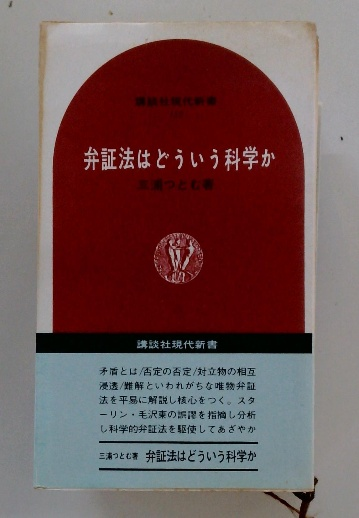 講談社現代新書
弁証法はどういう科学か
三浦つとむ著
講談社現代新書
矛盾とは/否定の否定/対立物の相互
浸透/難解といわれがちな唯物弁証
法を平易に解説し核心をつく。スタ
ーリン・毛沢東の誤謬を指摘し分析
し科学的弁証法を駆使してあざやか
三浦つとむ著 弁証法はどういう科学か